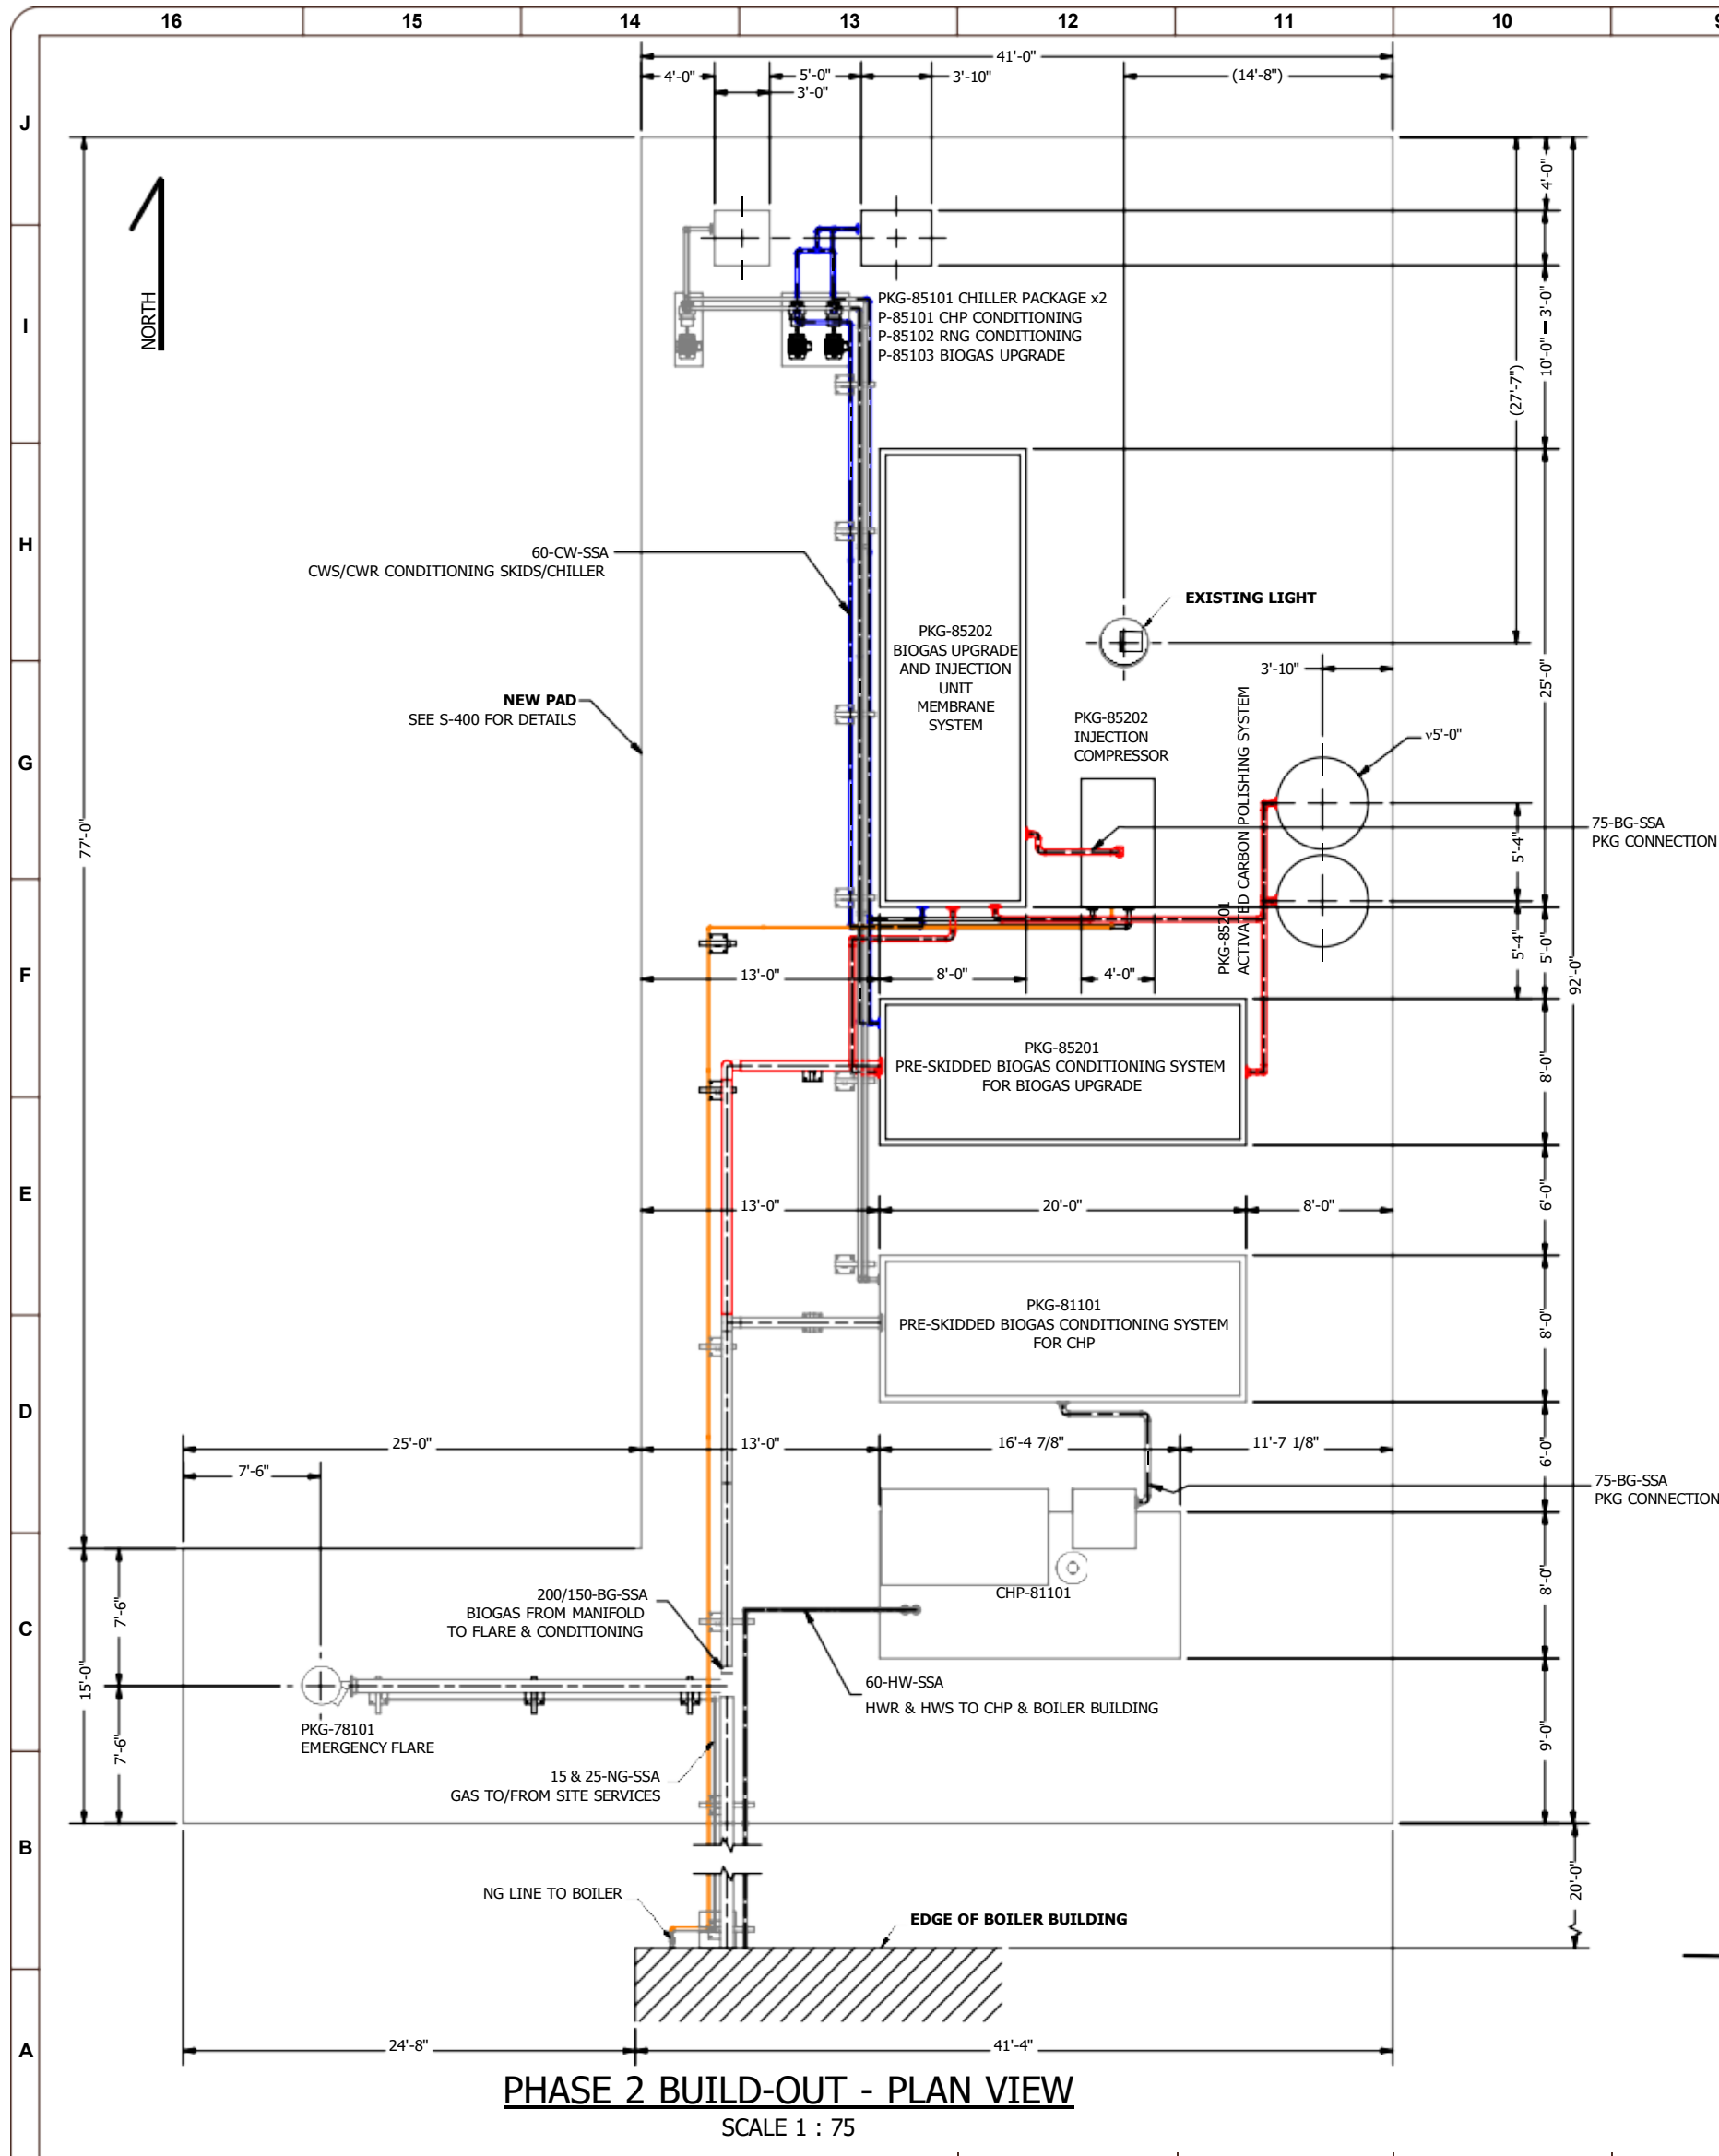 16 15 14 13 12 11 10 9
41'-0"
4'-0" 5'-0" 3'-10" (14'-8")
3'-0"
J
4'-0"
NORTH
I
PKG-85101 CHILLER PACKAGE x2
P-85101 CHP CONDITIONING
P-85102 RNG CONDITIONING
P-85103 BIOGAS UPGRADE
3'-0"
10'-0"
(27'-7")
H
60-CW-SSA
CWS/CWR CONDITIONING SKIDS/CHILLER
EXISTING LIGHT
PKG-85202
BIOGAS UPGRADE
AND INJECTION
UNIT
MEMBRANE
SYSTEM
3'-10"
25'-0"
NEW PAD
SEE S-400 FOR DETAILS
PKG-85202
INJECTION
COMPRESSOR
PKG-85201
ACTIVATED CARBON POLISHING SYSTEM
v5'-0"
G
77'-0"
75-BG-SSA
PKG CONNECTION
5'-4"
5'-4"
5'-0"
92'-0"
F
13'-0" 8'-0" 4'-0"
PKG-85201
PRE-SKIDDED BIOGAS CONDITIONING SYSTEM
FOR BIOGAS UPGRADE
8'-0"
E
13'-0" 20'-0" 8'-0"
6'-0"
PKG-81101
PRE-SKIDDED BIOGAS CONDITIONING SYSTEM
FOR CHP
8'-0"
D
25'-0" 13'-0" 16'-4 7/8" 11'-7 1/8"
7'-6"
6'-0"
75-BG-SSA
PKG CONNECTION
CHP-81101
8'-0"
C
200/150-BG-SSA
BIOGAS FROM MANIFOLD
TO FLARE & CONDITIONING
7'-6"
15'-0"
7'-6"
60-HW-SSA
HWR & HWS TO CHP & BOILER BUILDING
PKG-78101
EMERGENCY FLARE
9'-0"
15 & 25-NG-SSA
GAS TO/FROM SITE SERVICES
B
NG LINE TO BOILER
EDGE OF BOILER BUILDING
20'-0"
A
24'-8" 41'-4"
PHASE 2 BUILD-OUT - PLAN VIEW
SCALE 1 : 75